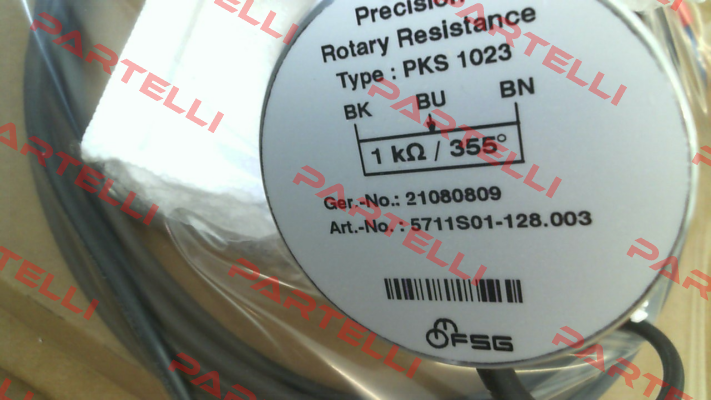 Precision
Rotary Resistance
Type : PKS 1023
BK BU BN
1 kΩ / 355°
Ger.-No.: 21080809
Art.-No. : 5711S01-128.003
FSG
PARTELLI
PARTELLI
PARTELLI
PARTELLI
PARTELLI
PARTELLI
PARTELLI
PARTELLI